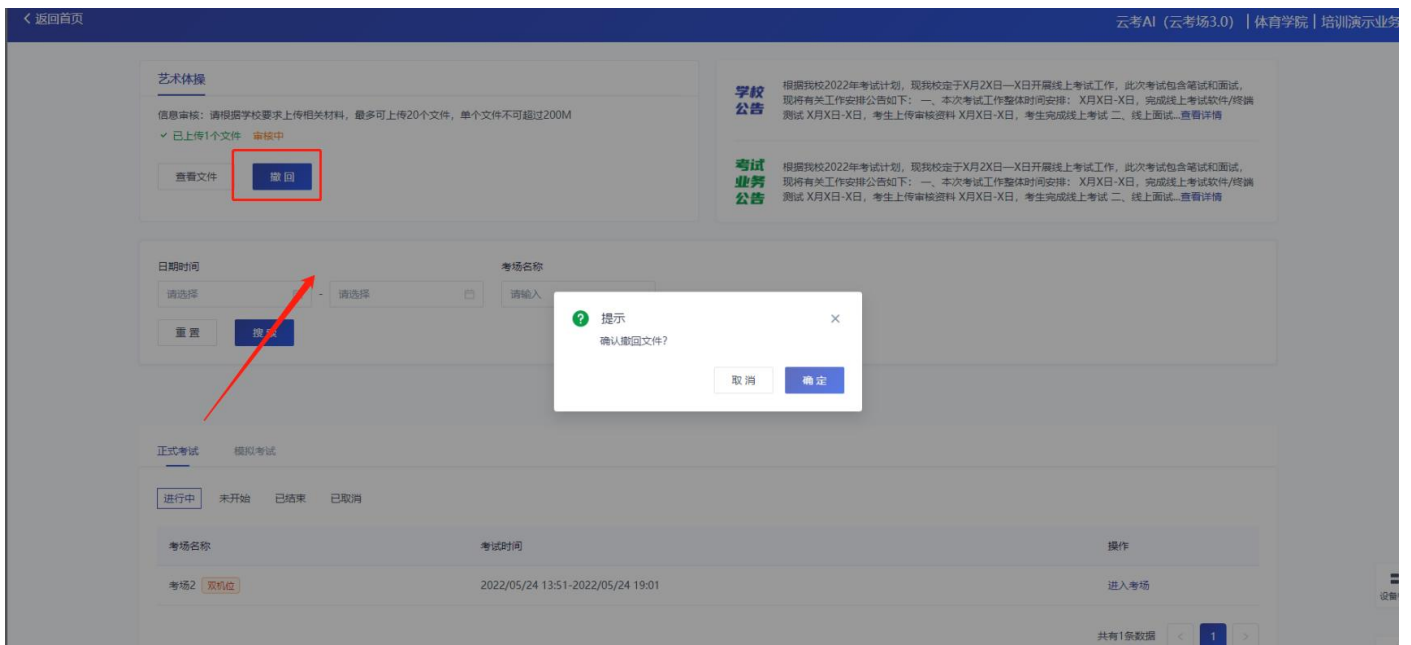 返回首页
云考AI（云考场3.0） | 体育学院 | 培训演示业务
艺术体操
信息审核：请根据学校要求上传相关材料，最多可上传20个文件，单个文件不可超过200M
已上传1个文件 审核中
查看文件
撤回
学校
公告
根据我校2022年考试计划，现我校定于X月2X日—X日开展线上考试工作，此次考试包含笔试和面试，
现将有关工作安排公告如下： 一、本次考试工作整体时间安排： X月X日-X日，完成线上考试软件/终端
测试 X月X日-X日，考生上传审核资料 X月X日-X日，考生完成线上考试 二、线上面试...查看详情
考试
业务
公告
根据我校2022年考试计划，现我校定于X月2X日—X日开展线上考试工作，此次考试包含笔试和面试，
现将有关工作安排公告如下： 一、本次考试工作整体时间安排： X月X日-X日，完成线上考试软件/终端
测试 X月X日-X日，考生上传审核资料 X月X日-X日，考生完成线上考试 二、线上面试...查看详情
日期时间
考场名称
请选择 - 请选择
请输入
重置
搜
提示
确认撤回文件?
取消
确定
正式考试
模拟考试
进行中
未开始
已结束
已取消
考场名称
考试时间
操作
考场2 双机位
2022/05/24 13:51-2022/05/24 19:01
进入考场
设备
共有1条数据 < 1 >